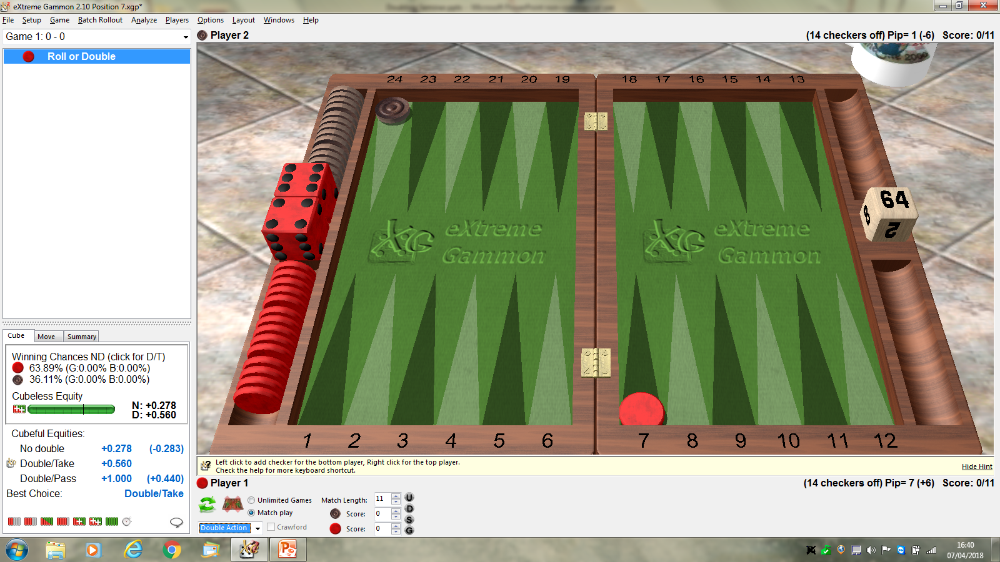 eXtreme Gammon 2.10 Position 7.xgp*
File Setup Game Batch Rollout Analyze Players Options Layout Windows Help
Game 1: 0 - 0
Player 2
(14 checkers off) Pip= 1 (-6) Score: 0/11
Roll or Double
24 23 22 21 20 19 18 17 16 15 14 13
64
8
2
XG eXtreme Gammon
XG eXtreme Gammon
1 2 3 4 5 6 7 8 9 10 11 12
Cube Move Summary
Winning Chances ND (click for D/T)
63.89% (G:0.00% B:0.00%)
36.11% (G:0.00% B:0.00%)
Cubeless Equity
N: +0.278
D: +0.560
Cubeful Equities:
No double +0.278 (-0.283)
Double/Take +0.560
Double/Pass +1.000 (+0.440)
Best Choice: Double/Take
Left click to add checker for the bottom player, Right click for the top player.
Check the help for more keyboard shortcut.
Hide Hint
Player 1
(14 checkers off) Pip= 7 (+6) Score: 0/11
Unlimited Games
Match play
Double Action
Crawford
Match Length: 11
Score: 0
Score: 0
U
D
S
G
16:40
07/04/2018